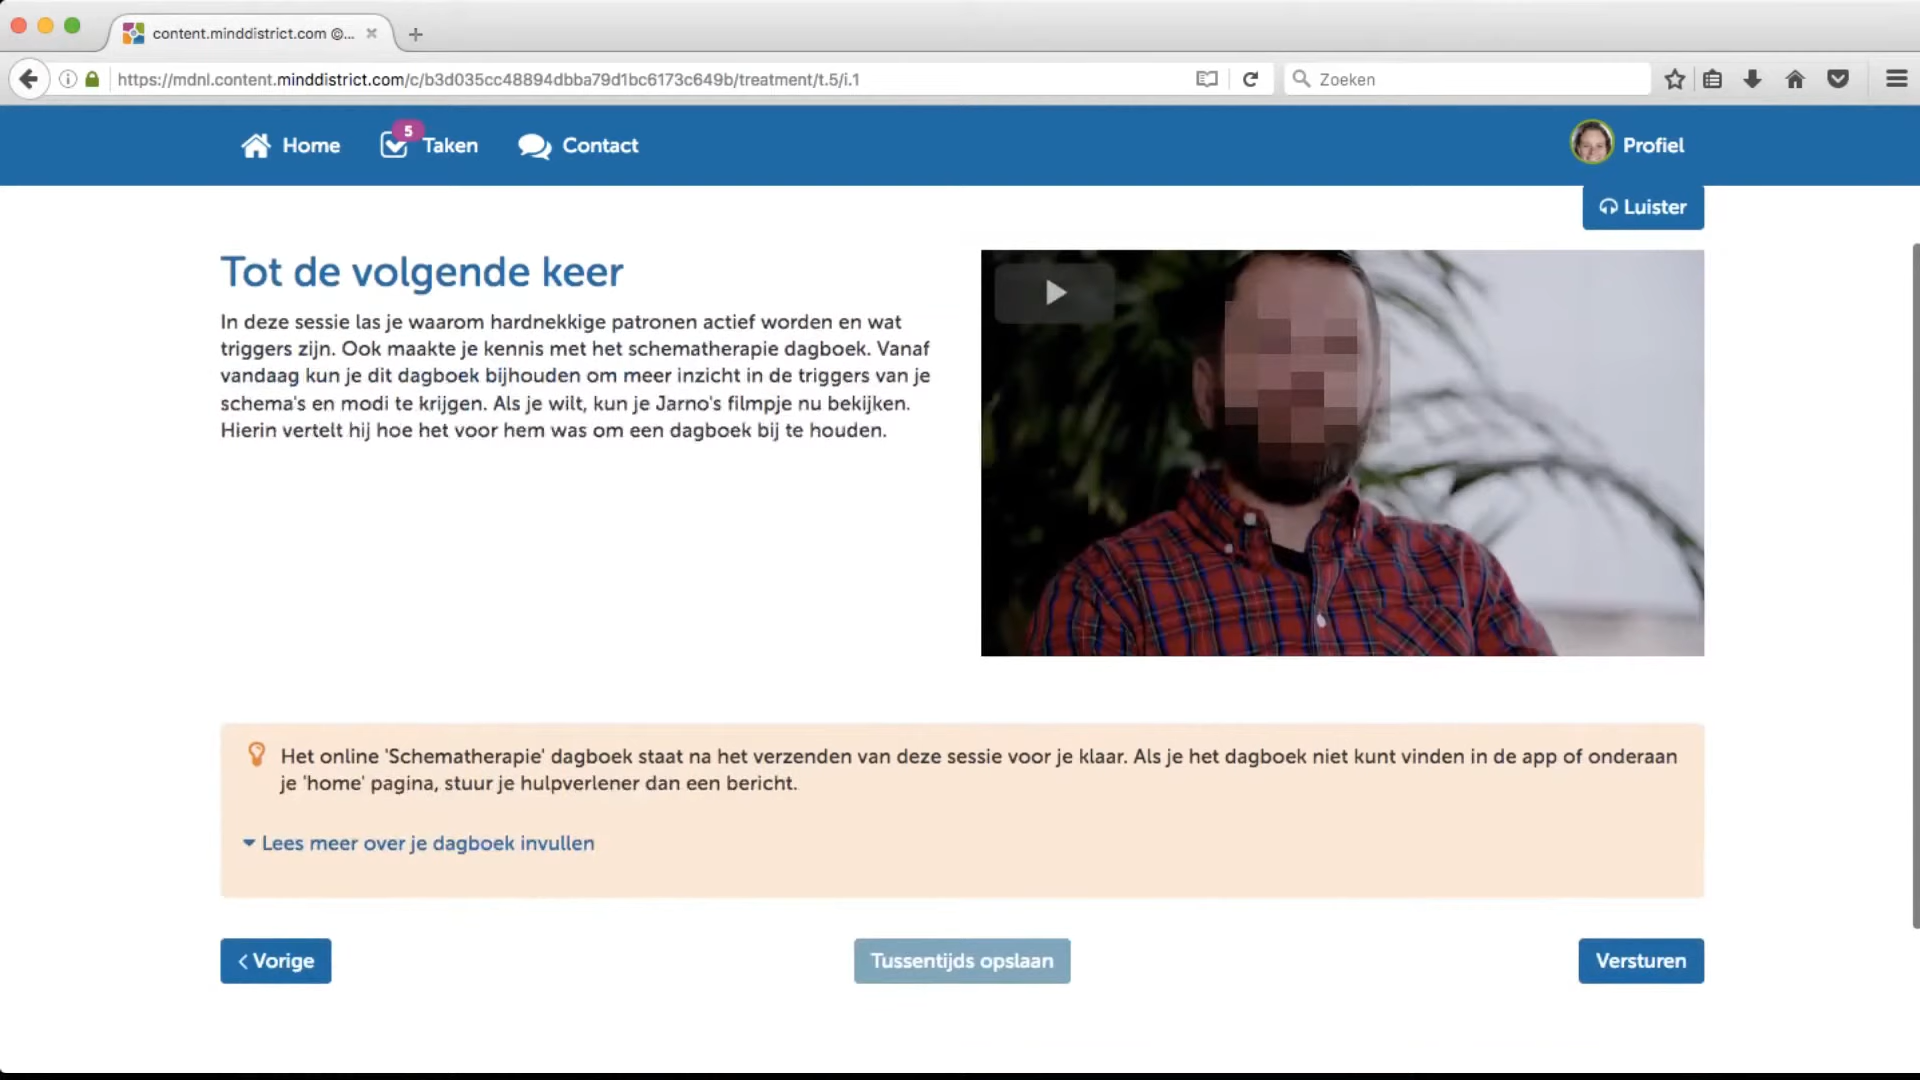 content.minddistrict.com ©...
https://mdnl.content.minddistrict.com/c/b3d035cc48894dbba79d1bc6173c649b/treatment/t.5/i.1
Zoeken
Home
5
Taken
Contact
Profiel
Luister
Tot de volgende keer
In deze sessie las je waarom hardnekkige patronen actief worden en wat
triggers zijn. Ook maakte je kennis met het schematherapie dagboek. Vanaf
vandaag kun je dit dagboek bijhouden om meer inzicht in de triggers van je
schema's en modi te krijgen. Als je wilt, kun je Jarno's filmpje nu bekijken.
Hierin vertelt hij hoe het voor hem was om een dagboek bij te houden.
Het online 'Schematherapie' dagboek staat na het verzenden van deze sessie voor je klaar. Als je het dagboek niet kunt vinden in de app of onderaan
je 'home' pagina, stuur je hulpverlener dan een bericht.
Lees meer over je dagboek invullen
Vorige
Tussentijds opslaan
Versturen